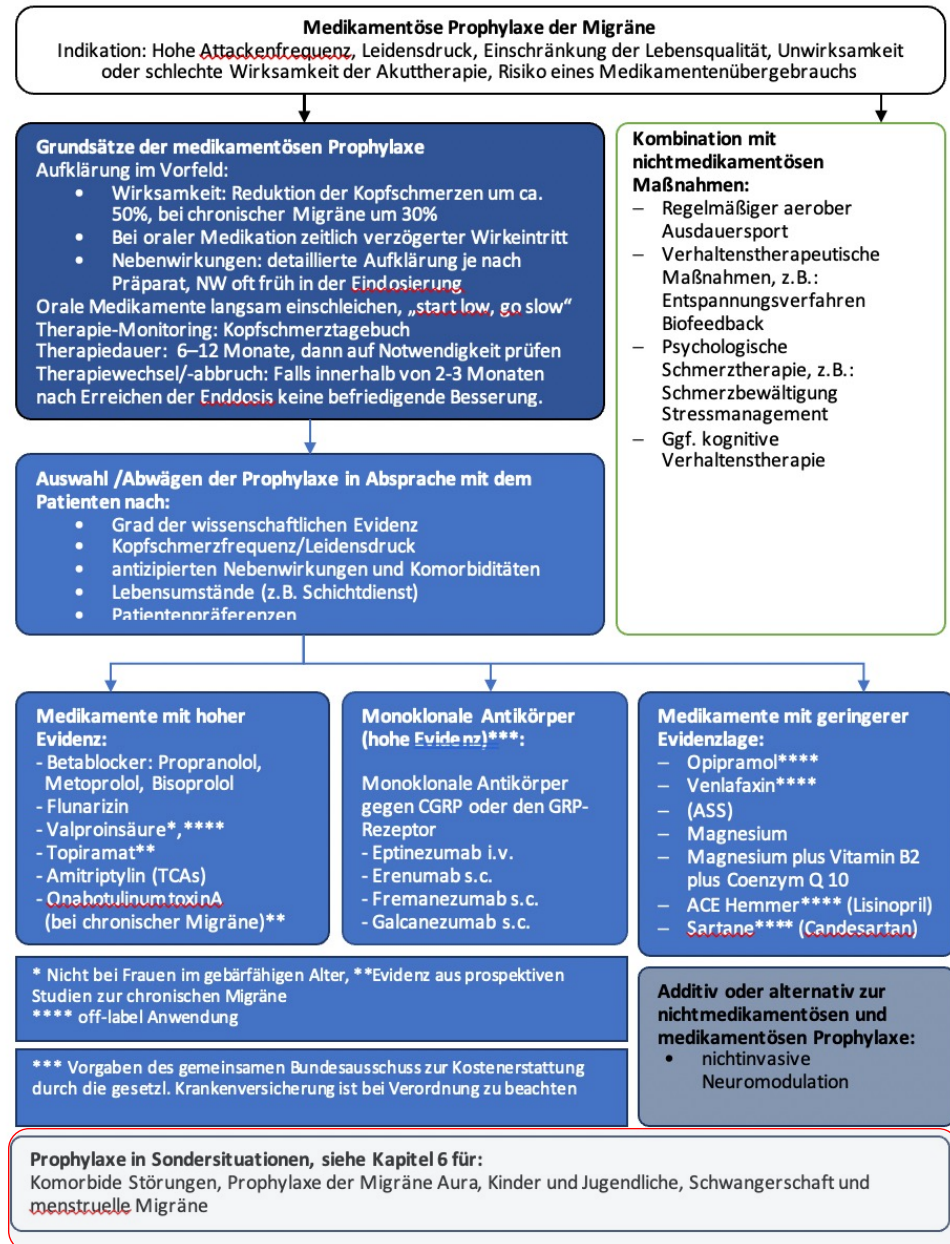 Medikamentöse Prophylaxe der Migräne
Indikation: Hohe Attackenfrequenz, Leidensdruck, Einschränkung der Lebensqualität, Unwirksamkeit
oder schlechte Wirksamkeit der Akuttherapie, Risiko eines Medikamentenübergebrauchs
Grundsätze der medikamentösen Prophylaxe
Aufklärung im Vorfeld:
• Wirksamkeit: Reduktion der Kopfschmerzen um ca.
50%, bei chronischer Migräne um 30%
• Bei oraler Medikation zeitlich verzögerter Wirkeintritt
• Nebenwirkungen: detaillierte Aufklärung je nach
Präparat, NW oft früh in der Eindosierung
Orale Medikamente langsam einschleichen, „start low, go slow“
Therapie-Monitoring: Kopfschmerztagebuch
Therapiedauer: 6–12 Monate, dann auf Notwendigkeit prüfen
Therapiewechsel/-abbruch: Falls innerhalb von 2-3 Monaten
nach Erreichen der Enddosis keine befriedigende Besserung.
Kombination mit
nichtmedikamentösen
Maßnahmen:
– Regelmäßiger aerober
Ausdauersport
– Verhaltenstherapeutische
Maßnahmen, z.B.:
Entspannungsverfahren
Biofeedback
– Psychologische
Schmerztherapie, z.B.:
Schmerzbewältigung
Stressmanagement
– Ggf. kognitive
Verhaltenstherapie
Auswahl /Abwägen der Prophylaxe in Absprache mit dem
Patienten nach:
• Grad der wissenschaftlichen Evidenz
• Kopfschmerzfrequenz/Leidensdruck
• antizipierten Nebenwirkungen und Komorbiditäten
• Lebensumstände (z.B. Schichtdienst)
• Patientenpräferenzen
Medikamente mit hoher
Evidenz:
- Betablocker: Propranolol,
Metoprolol, Bisoprolol
- Flunarizin
- Valproinsäure*,****
- Topiramat**
- Amitriptylin (TCAs)
- OnabotulinumtoxinA
(bei chronischer Migräne)**
Monoklonale Antikörper
(hohe Evidenz)***:
Monoklonale Antikörper
gegen CGRP oder den GRP-
Rezeptor
- Eptinezumab i.v.
- Erenumab s.c.
- Fremanezumab s.c.
- Galcanezumab s.c.
Medikamente mit geringerer
Evidenzlage:
– Opipramol****
– Venlafaxin****
– (ASS)
– Magnesium
– Magnesium plus Vitamin B2
plus Coenzym Q 10
– ACE Hemmer**** (Lisinopril)
– Sartane**** (Candesartan)
* Nicht bei Frauen im gebärfähigen Alter, **Evidenz aus prospektiven
Studien zur chronischen Migräne
**** off-label Anwendung
*** Vorgaben des gemeinsamen Bundesausschuss zur Kostenerstattung
durch die gesetzl. Krankenversicherung ist bei Verordnung zu beachten
Additiv oder alternativ zur
nichtmedikamentösen und
medikamentösen Prophylaxe:
• nichtinvasive
Neuromodulation
Prophylaxe in Sondersituationen, siehe Kapitel 6 für:
Komorbide Störungen, Prophylaxe der Migräne Aura, Kinder und Jugendliche, Schwangerschaft und
menstruelle Migräne